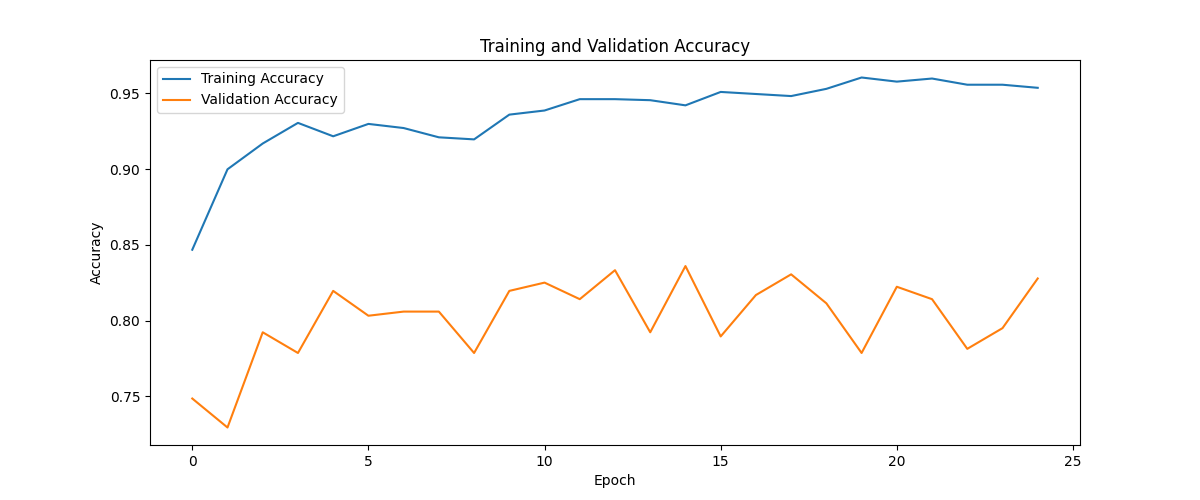 Training and Validation Accuracy
Training Accuracy
Validation Accuracy
0.95
0.90
0.85
0.80
0.75
Accuracy
0 5 10 15 20 25
Epoch